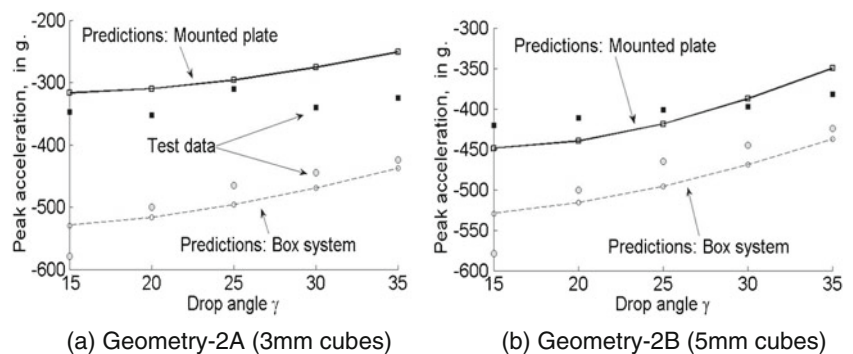 -200
-300
-400
-500
-600
Peak acceleration, in g.
Predictions: Mounted plate
Test data
Predictions: Box system
15 20 25 30 35
Drop angle γ
(a) Geometry-2A (3mm cubes)
-300
-350
-400
-450
-500
-550
-600
Peak acceleration, in g.
Predictions: Mounted plate
Predictions: Box system
15 20 25 30 35
Drop angle γ
(b) Geometry-2B (5mm cubes)